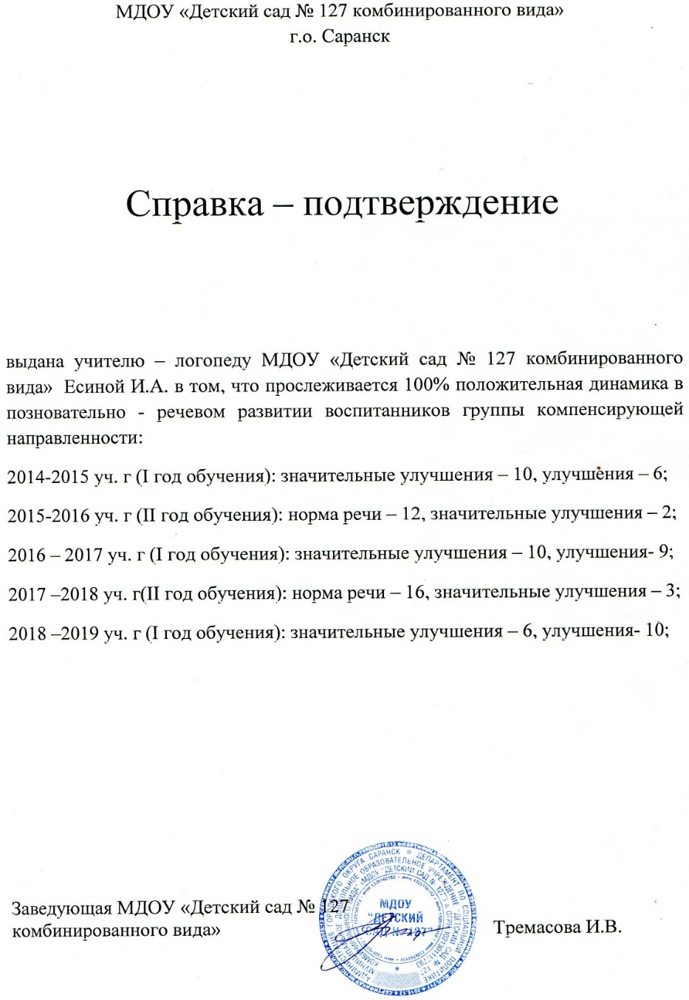 МДОУ «Детский сад № 127 комбинированного вида»
г.о. Саранск
Справка – подтверждение
выдана учителю – логопеду МДОУ «Детский сад № 127 комбинированного
вида» Есиной И.А. в том, что прослеживается 100% положительная динамика в
позновательно - речевом развитии воспитанников группы компенсирующей
направленности:
2014-2015 уч. г (I год обучения): значительные улучшения – 10, улучшения – 6;
2015-2016 уч. г (II год обучения): норма речи – 12, значительные улучшения – 2;
2016 – 2017 уч. г (I год обучения): значительные улучшения – 10, улучшения- 9;
2017 –2018 уч. г(II год обучения): норма речи – 16, значительные улучшения – 3;
2018 –2019 уч. г (I год обучения): значительные улучшения – 6, улучшения- 10;
Заведующая МДОУ «Детский сад № 127
комбинированного вида»
Тремасова И.В.
МДОУ
"ДЕТСКИЙ
САД № 127"